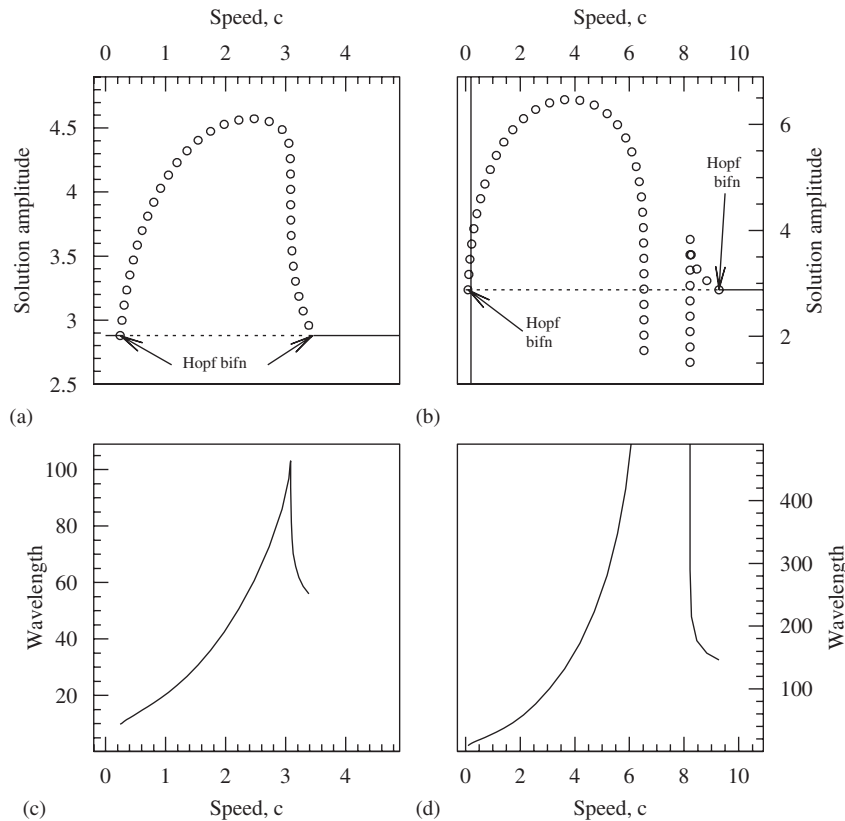 Speed, c
Speed, c
0 1 2 3 4
0 2 4 6 8 10
Solution amplitude
4.5
4
3.5
3
2.5
Hopf bifn
(a)
Hopf
bifn
Hopf
bifn
6
4
2
Solution amplitude
(b)
Wavelength
100
80
60
40
20
0 1 2 3 4
(c)
Speed, c
400
300
200
100
Wavelength
0 2 4 6 8 10
(d)
Speed, c